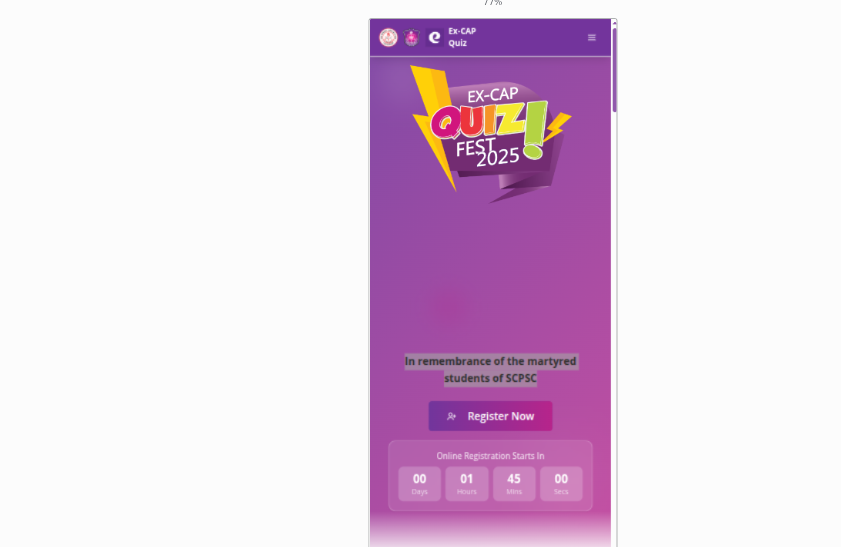 77%
Ex-CAP
Quiz
EX-CAP
QUIZ!
FEST
2025
In remembrance of the martyred
students of SCPSC
Register Now
Online Registration Starts In
00 01 45 00
Days Hours Mins Secs